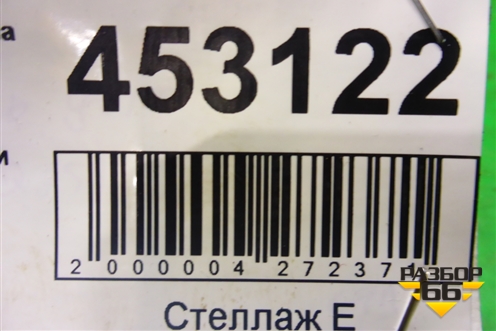 а
453122
и
2 000004 27237
Стеллаж Е
РАЗБОР
66